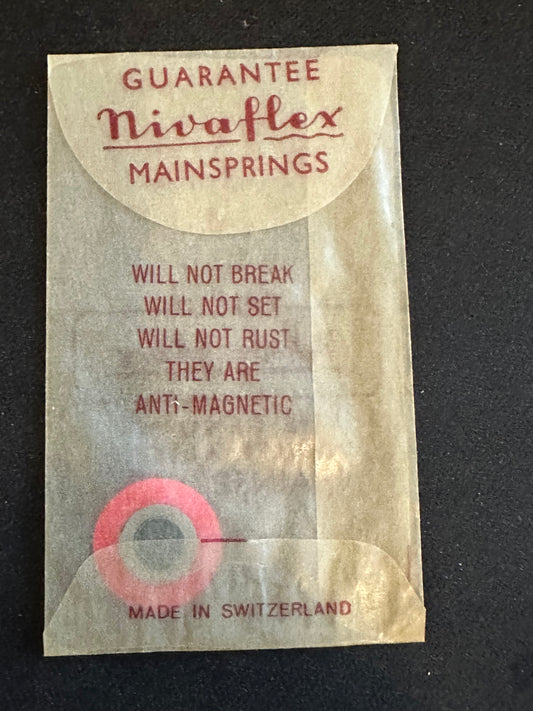 GUARANTEE
Nivaflex
MAINSPRINGS
WILL NOT BREAK
WILL NOT SET
WILL NOT RUST
THEY ARE
ANTI-MAGNETIC
MADE IN SWITZERLAND